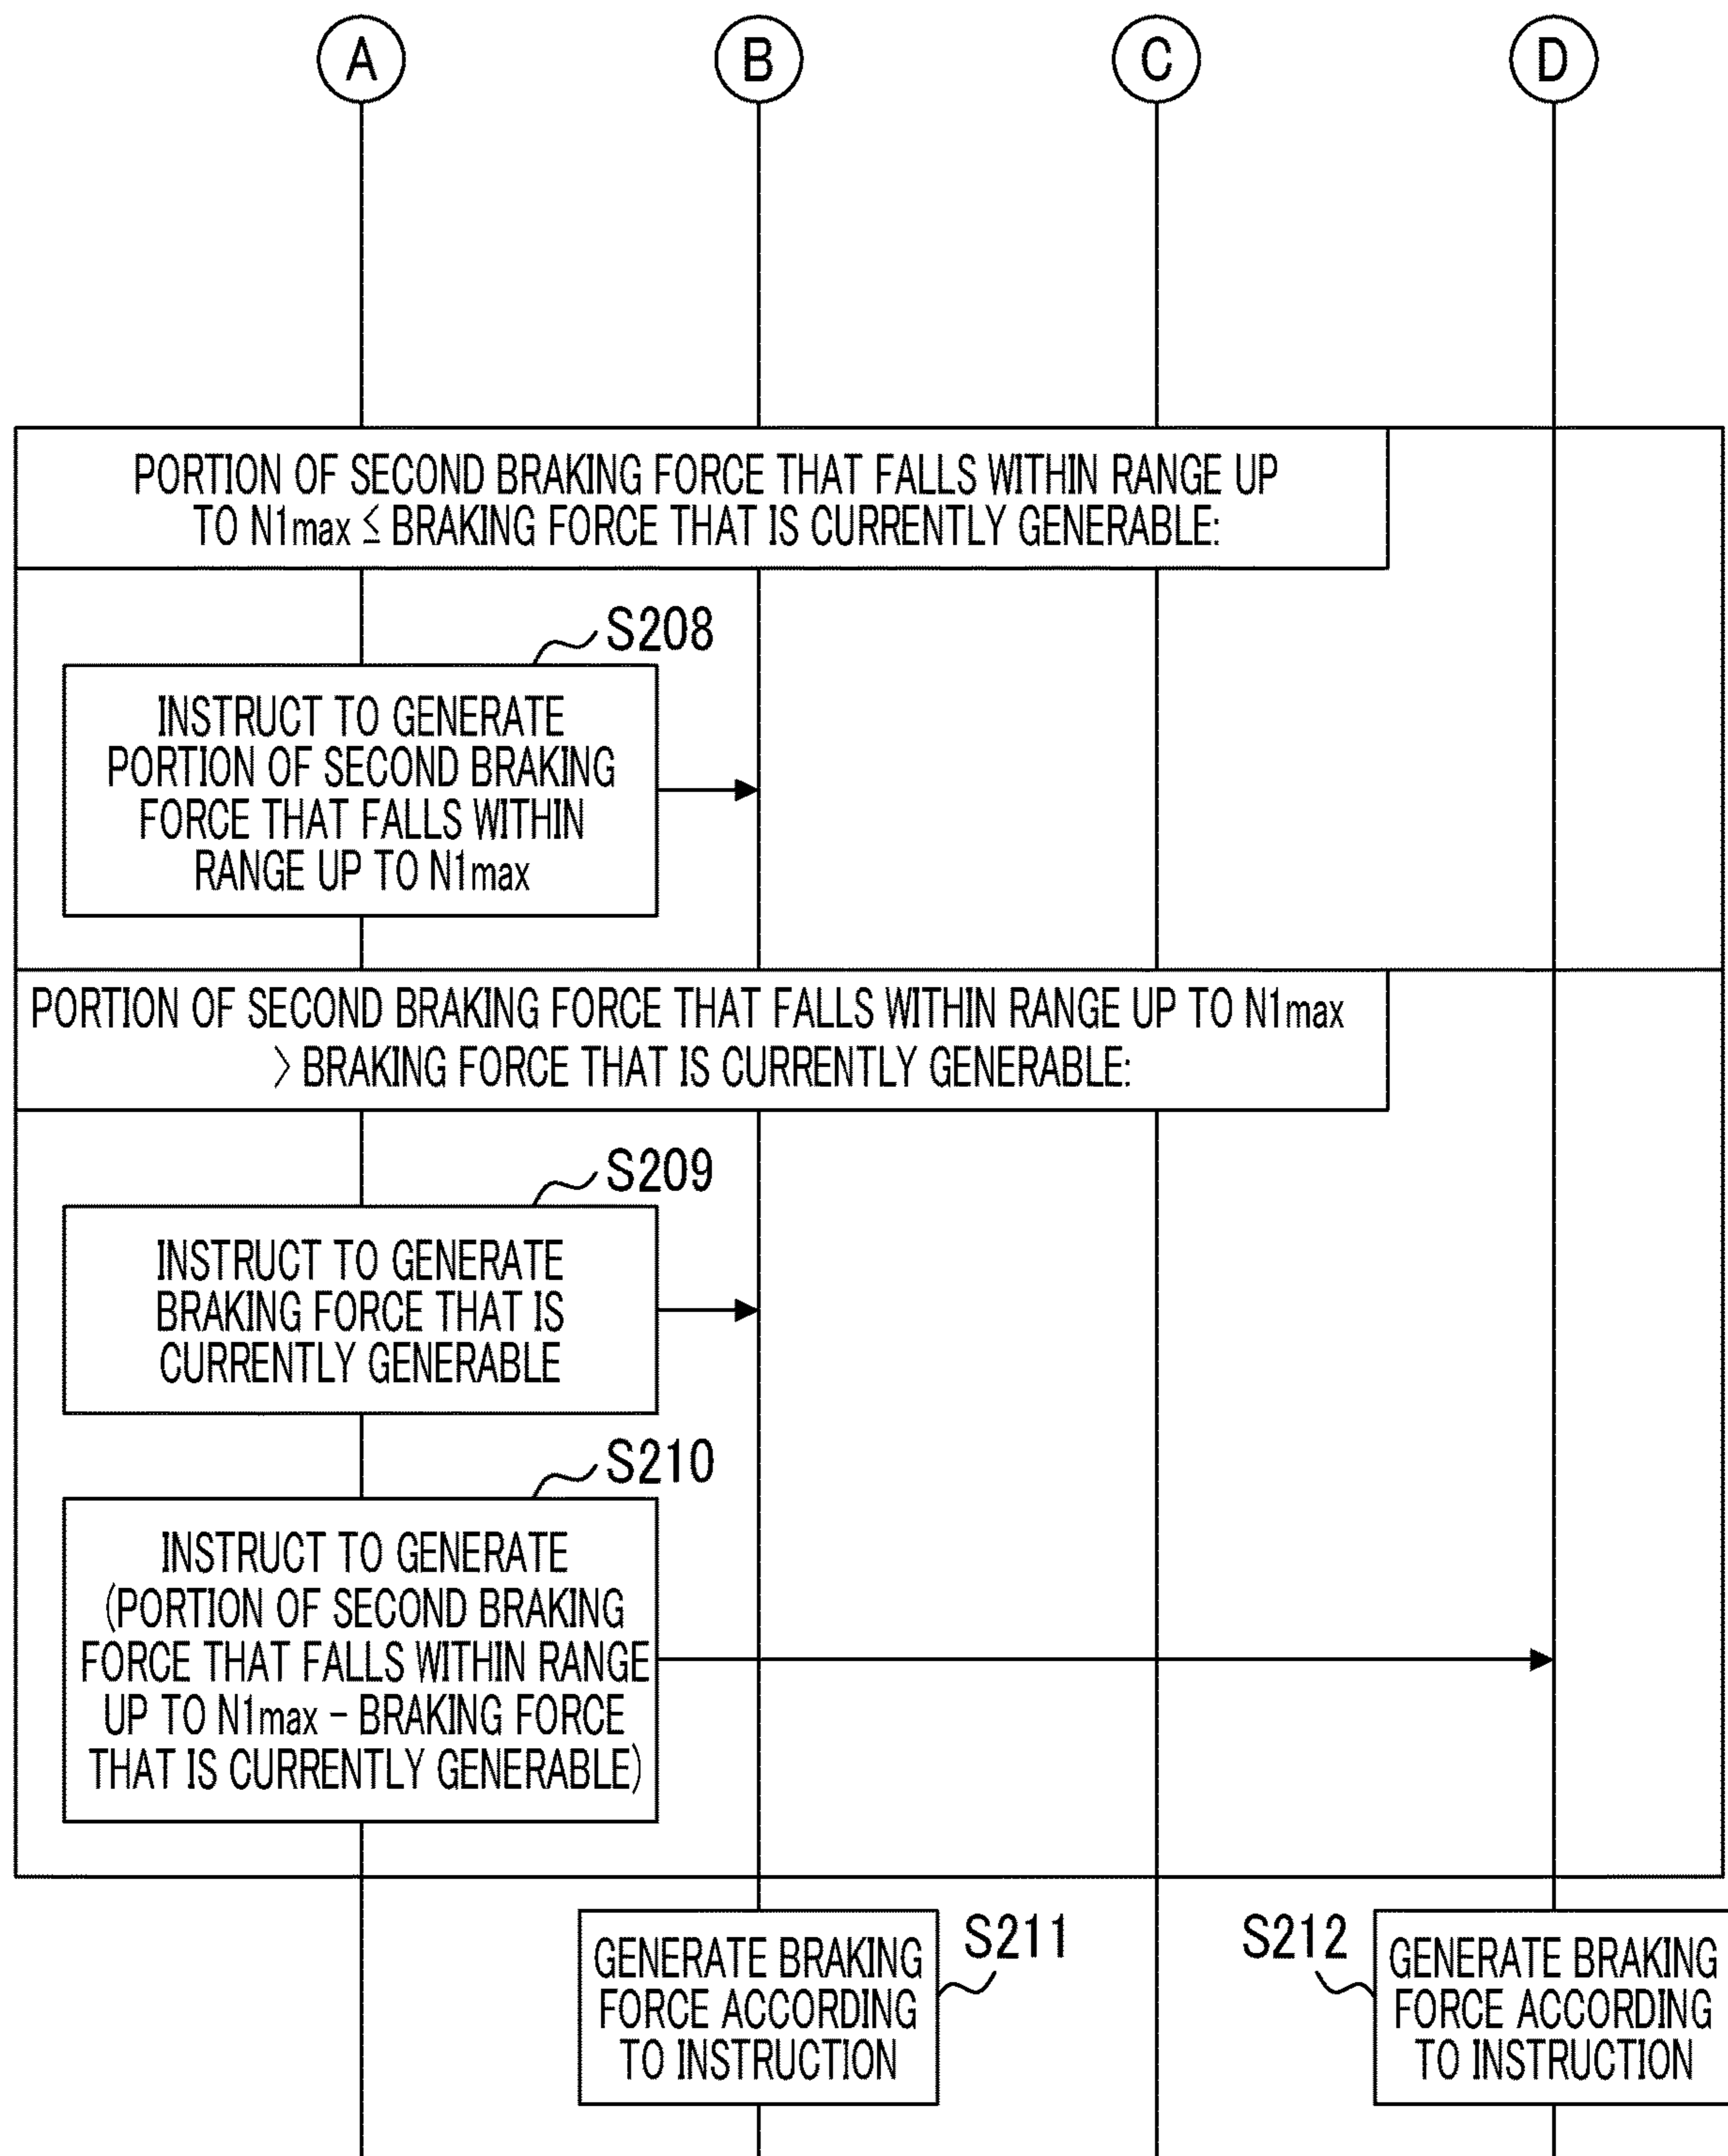 A
B
C
D
PORTION OF SECOND BRAKING FORCE THAT FALLS WITHIN RANGE UP
TO N1max ≦ BRAKING FORCE THAT IS CURRENTLY GENERABLE:
S208
INSTRUCT TO GENERATE
PORTION OF SECOND BRAKING
FORCE THAT FALLS WITHIN
RANGE UP TO N1max
PORTION OF SECOND BRAKING FORCE THAT FALLS WITHIN RANGE UP TO N1max
> BRAKING FORCE THAT IS CURRENTLY GENERABLE:
S209
INSTRUCT TO GENERATE
BRAKING FORCE THAT IS
CURRENTLY GENERABLE
S210
INSTRUCT TO GENERATE
(PORTION OF SECOND BRAKING
FORCE THAT FALLS WITHIN RANGE
UP TO N1max − BRAKING FORCE
THAT IS CURRENTLY GENERABLE)
S211
GENERATE BRAKING
FORCE ACCORDING
TO INSTRUCTION
S212
GENERATE BRAKING
FORCE ACCORDING
TO INSTRUCTION